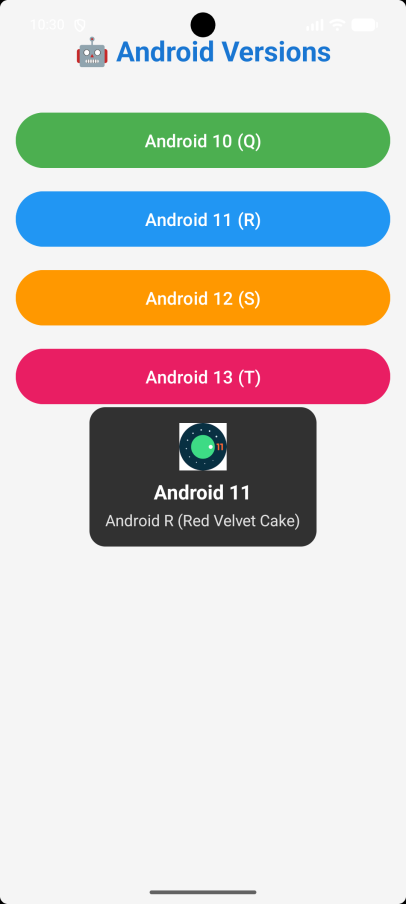 10:30
🤖 Android Versions
Android 10 (Q)
Android 11 (R)
Android 12 (S)
Android 13 (T)
11
Android 11
Android R (Red Velvet Cake)